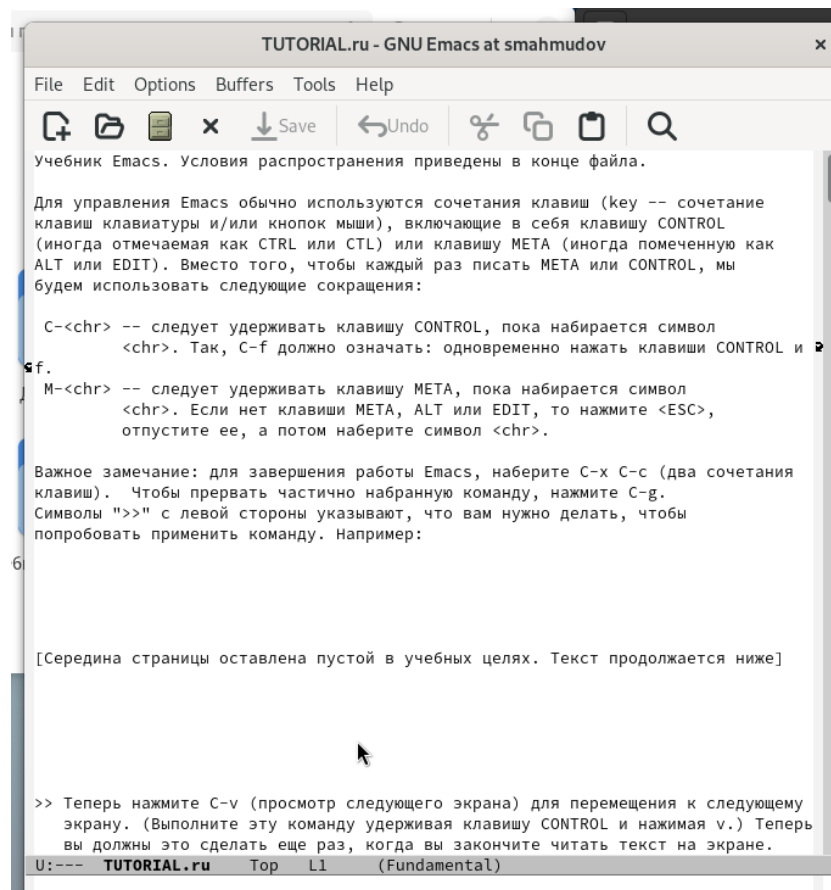 TUTORIAL.ru - GNU Emacs at smahmudov
File Edit Options Buffers Tools Help
Save Undo
Учебник Emacs. Условия распространения приведены в конце файла.
Для управления Emacs обычно используются сочетания клавиш (key -- сочетание
клавиш клавиатуры и/или кнопок мыши), включающие в себя клавишу CONTROL
(иногда отмечаемая как CTRL или CTL) или клавишу META (иногда помеченную как
ALT или EDIT). Вместо того, чтобы каждый раз писать META или CONTROL, мы
будем использовать следующие сокращения:
C-<chr> -- следует удерживать клавишу CONTROL, пока набирается символ
<chr>. Так, C-f должно означать: одновременно нажать клавиши CONTROL и
f.
M-<chr> -- следует удерживать клавишу META, пока набирается символ
<chr>. Если нет клавиши META, ALT или EDIT, то нажмите <ESC>,
отпустите ее, а потом наберите символ <chr>.
Важное замечание: для завершения работы Emacs, наберите C-x C-c (два сочетания
клавиш).  Чтобы прервать частично набранную команду, нажмите C-g.
Символы ">>" с левой стороны указывают, что вам нужно делать, чтобы
попробовать применить команду. Например:
[Середина страницы оставлена пустой в учебных целях. Текст продолжается ниже]
>> Теперь нажмите C-v (просмотр следующего экрана) для перемещения к следующему
экрану. (Выполните эту команду удерживая клавишу CONTROL и нажимая v.) Теперь
вы должны это сделать еще раз, когда вы закончите читать текст на экране.
U:--- TUTORIAL.ru Top L1 (Fundamental)